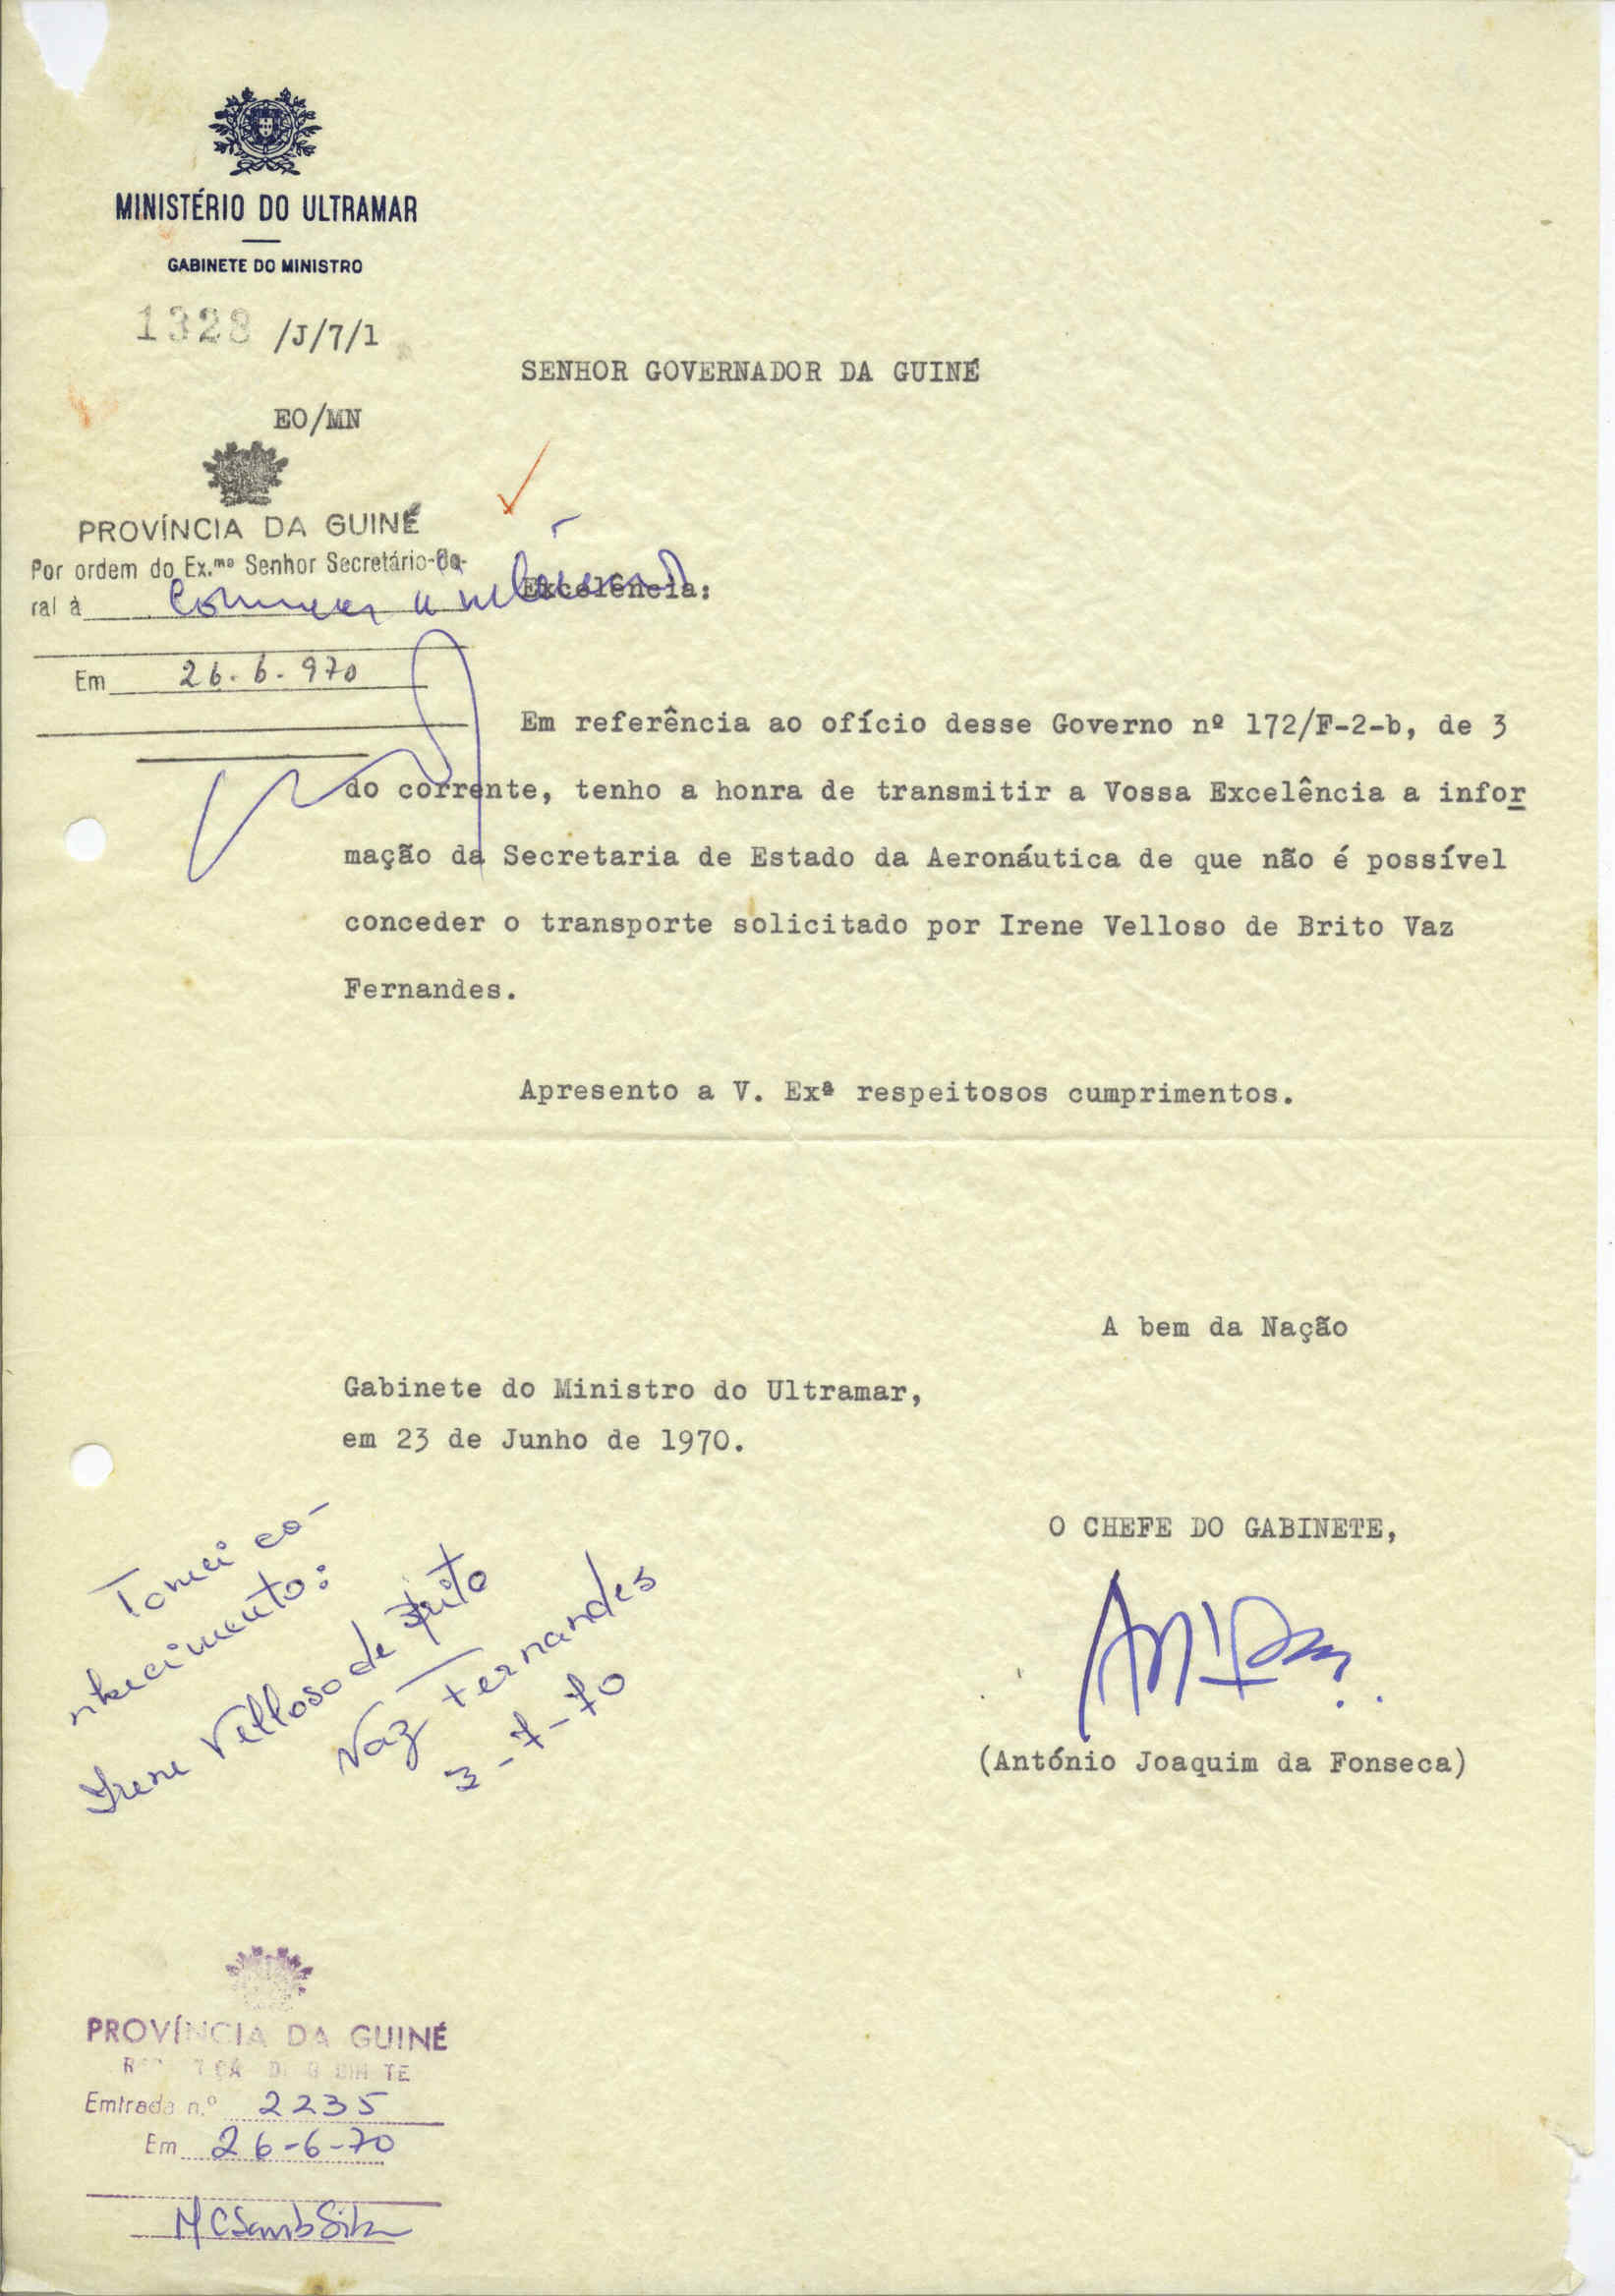 MINISTÉRIO DO ULTRAMAR
GABINETE DO MINISTRO
1328 /J/7/1
SENHOR GOVERNADOR DA GUINÉ
EO/MN
PROVÍNCIA DA GUINÉ
Por ordem do Ex.mo Senhor Secretário-Ge-
ral à
Excelência:
Em 26.6.970
Em referência ao ofício desse Governo nº 172/F-2-b, de 3
do corrente, tenho a honra de transmitir a Vossa Excelência a infor
mação da Secretaria de Estado da Aeronáutica de que não é possível
conceder o transporte solicitado por Irene Velloso de Brito Vaz
Fernandes.
Apresento a V. Exª respeitosos cumprimentos.
A bem da Nação
Gabinete do Ministro do Ultramar,
em 23 de Junho de 1970.
O CHEFE DO GABINETE,
(António Joaquim da Fonseca)
Tomei co-
nhecimento:
Irene Velloso de Brito
Vaz Fernandes
3-7-70
PROVÍNCIA DA GUINÉ
Emtrada n.º 2235
Em 26-6-70